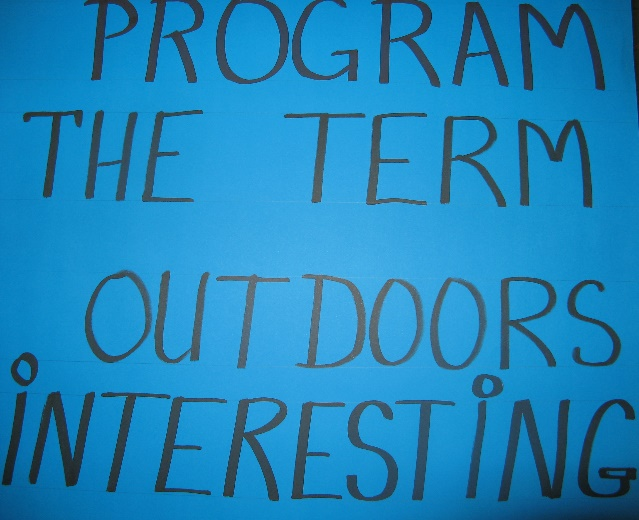 PROGRAM
THE TERM
OUTDOORS
iNTERESTiNG